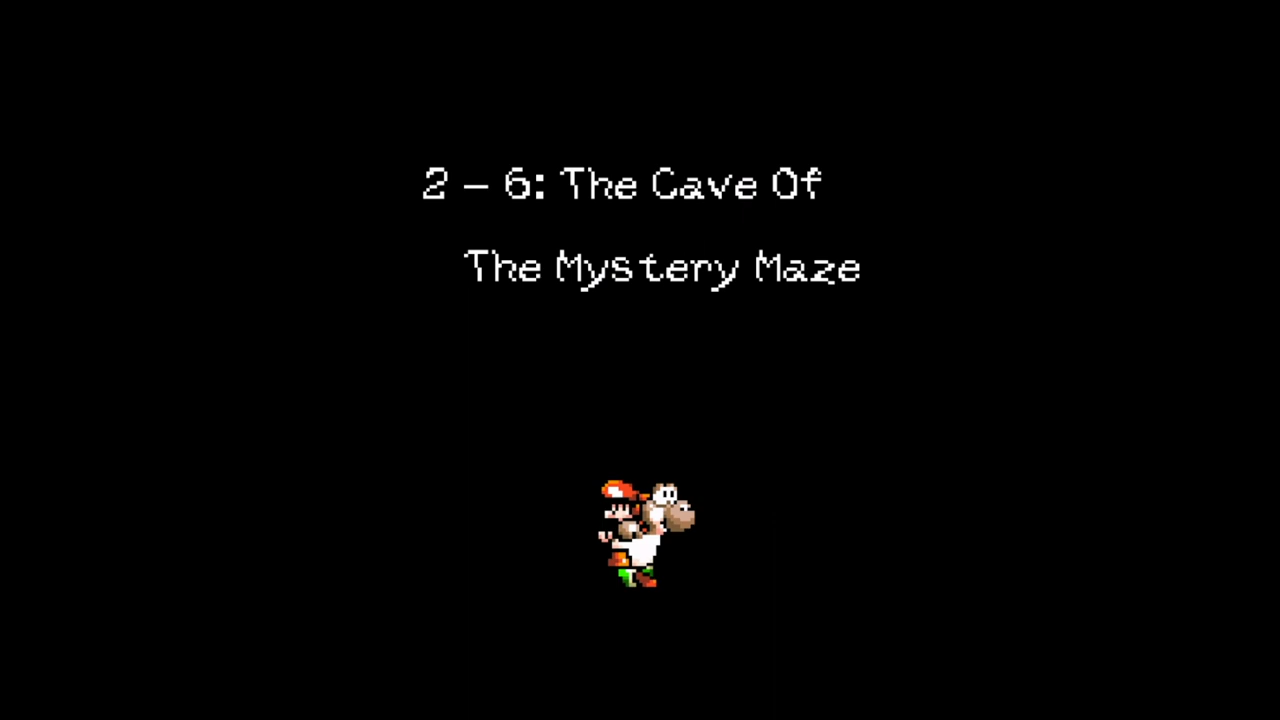 2 – 6: The Cave Of
The Mystery Maze